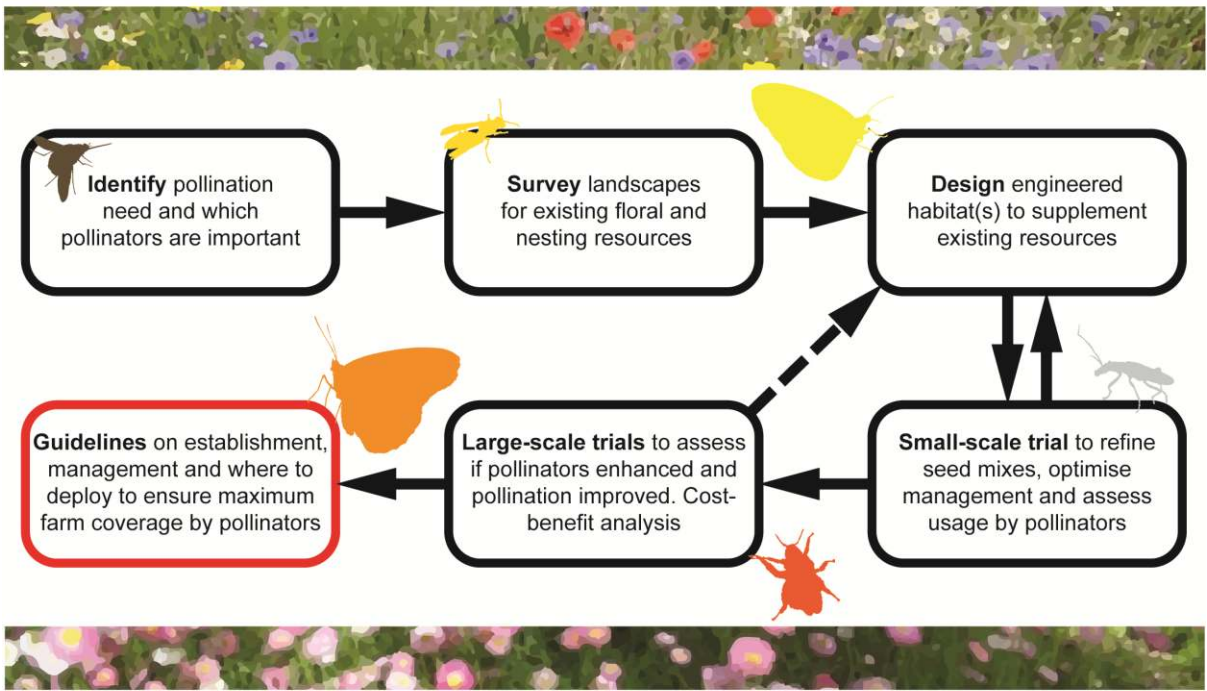 Identify pollination
need and which
pollinators are important
Survey landscapes
for existing floral and
nesting resources
Design engineered
habitat(s) to supplement
existing resources
Small-scale trial to refine
seed mixes, optimise
management and assess
usage by pollinators
Large-scale trials to assess
if pollinators enhanced and
pollination improved. Cost-
benefit analysis
Guidelines on establishment,
management and where to
deploy to ensure maximum
farm coverage by pollinators